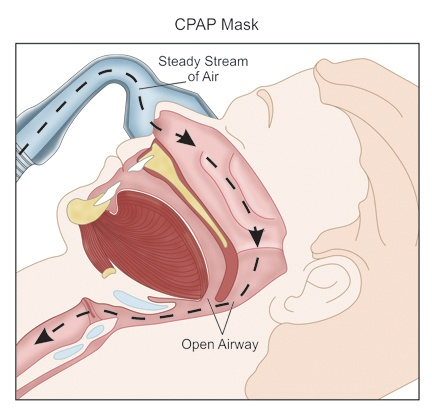 CPAP Mask
Steady Stream
of Air
Open Airway